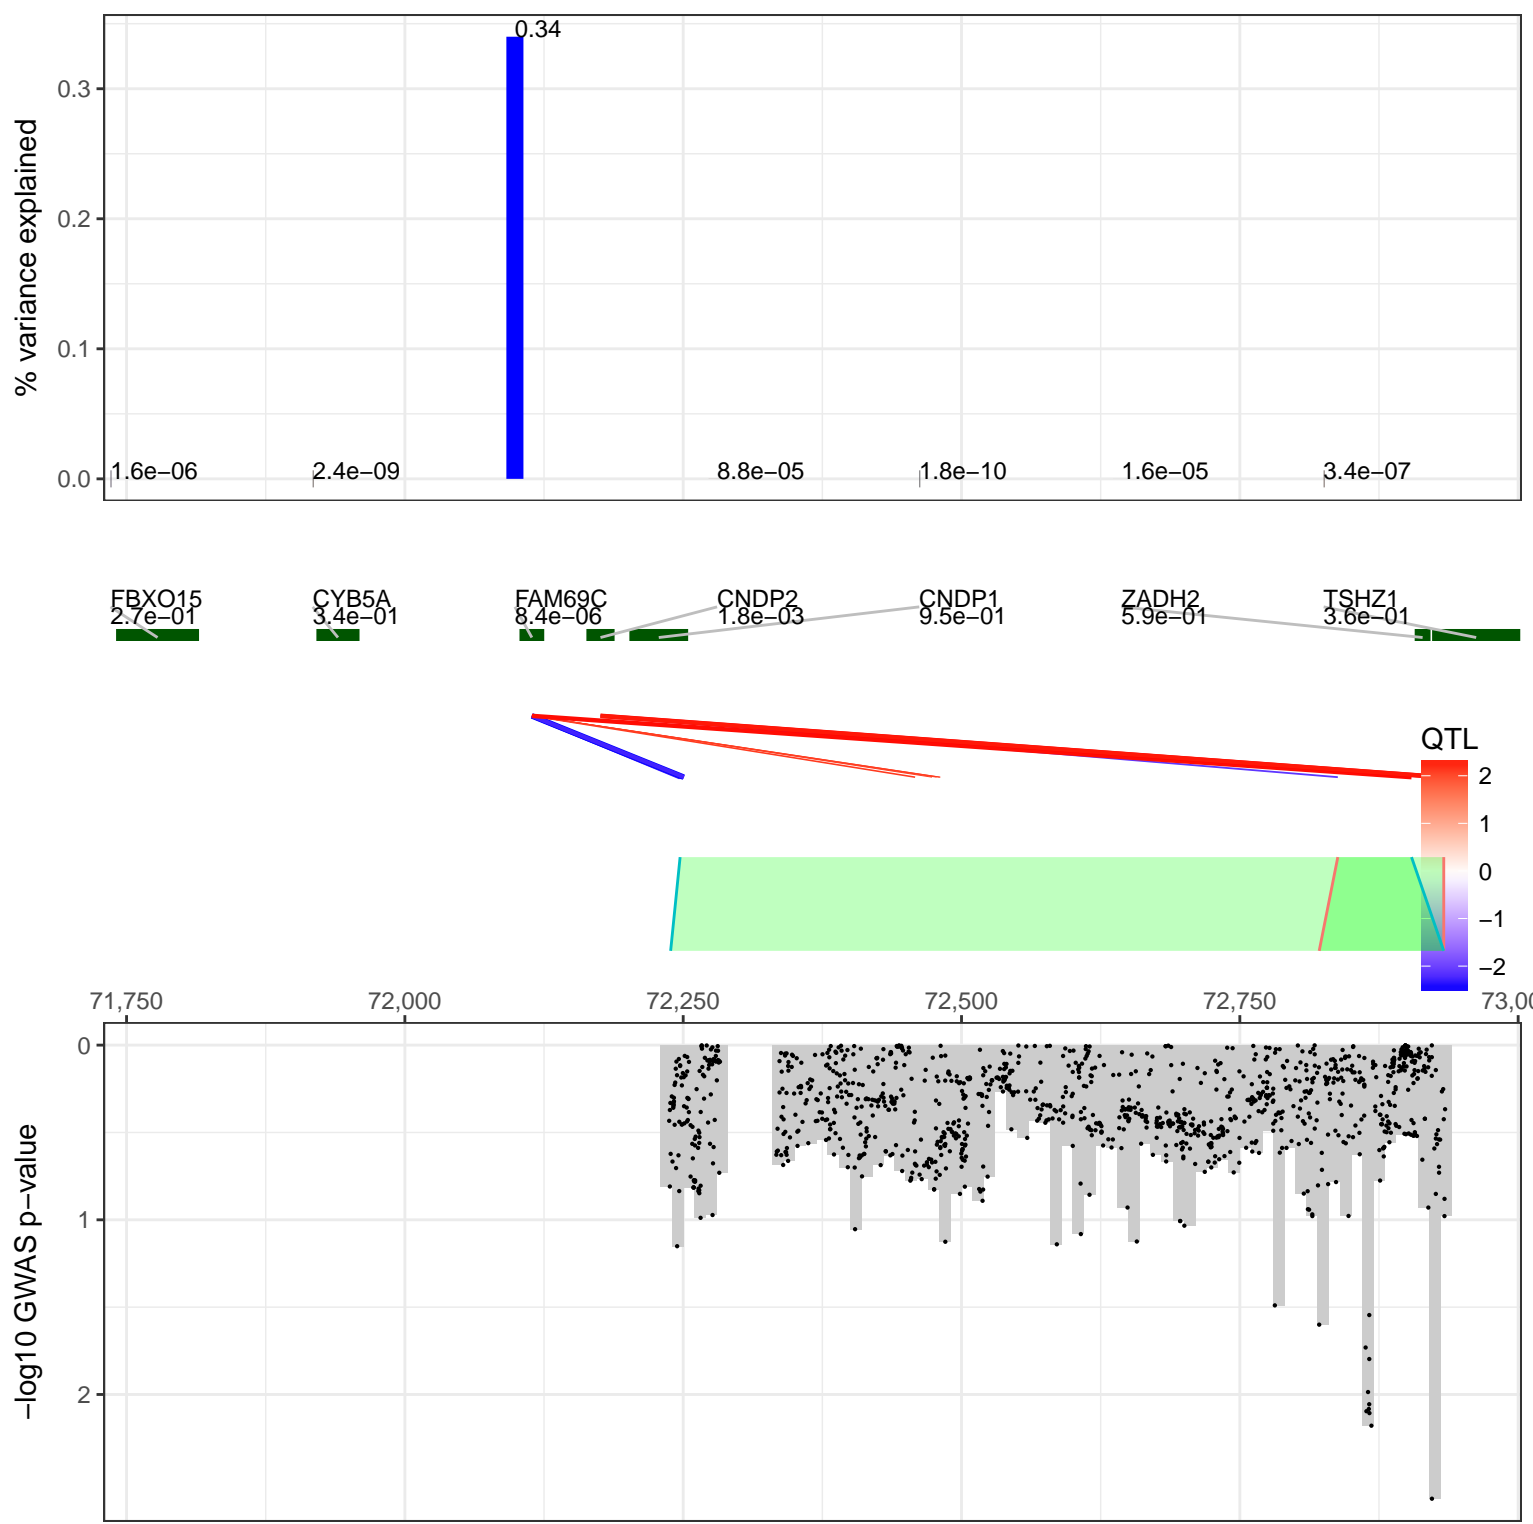 0.34
0.3
0.2
0.1
0.0
% variance explained
1.6e−06 2.4e−09 8.8e−05 1.8e−10 1.6e−05 3.4e−07
FBXO15 CYB5A FAM69C CNDP2 CNDP1 ZADH2 TSHZ1
2.7e−01 3.4e−01 8.4e−06 1.8e−03 9.5e−01 5.9e−01 3.6e−01
QTL
2
1
0
−1
−2
71,750 72,000 72,250 72,500 72,750 73,00
0
1
2
−log10 GWAS p−value